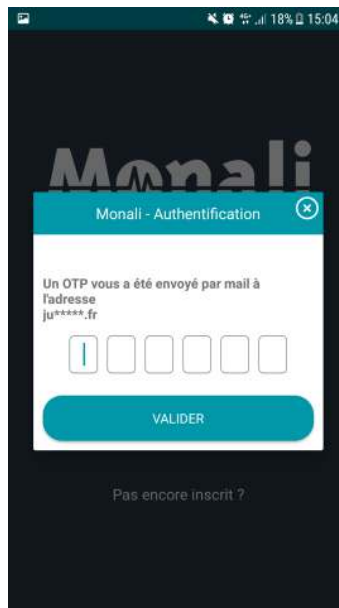 18% 15:04
Monali
Monali - Authentification
Un OTP vous a été envoyé par mail à
l'adresse
ju*****.fr
VALIDER
Pas encore inscrit ?